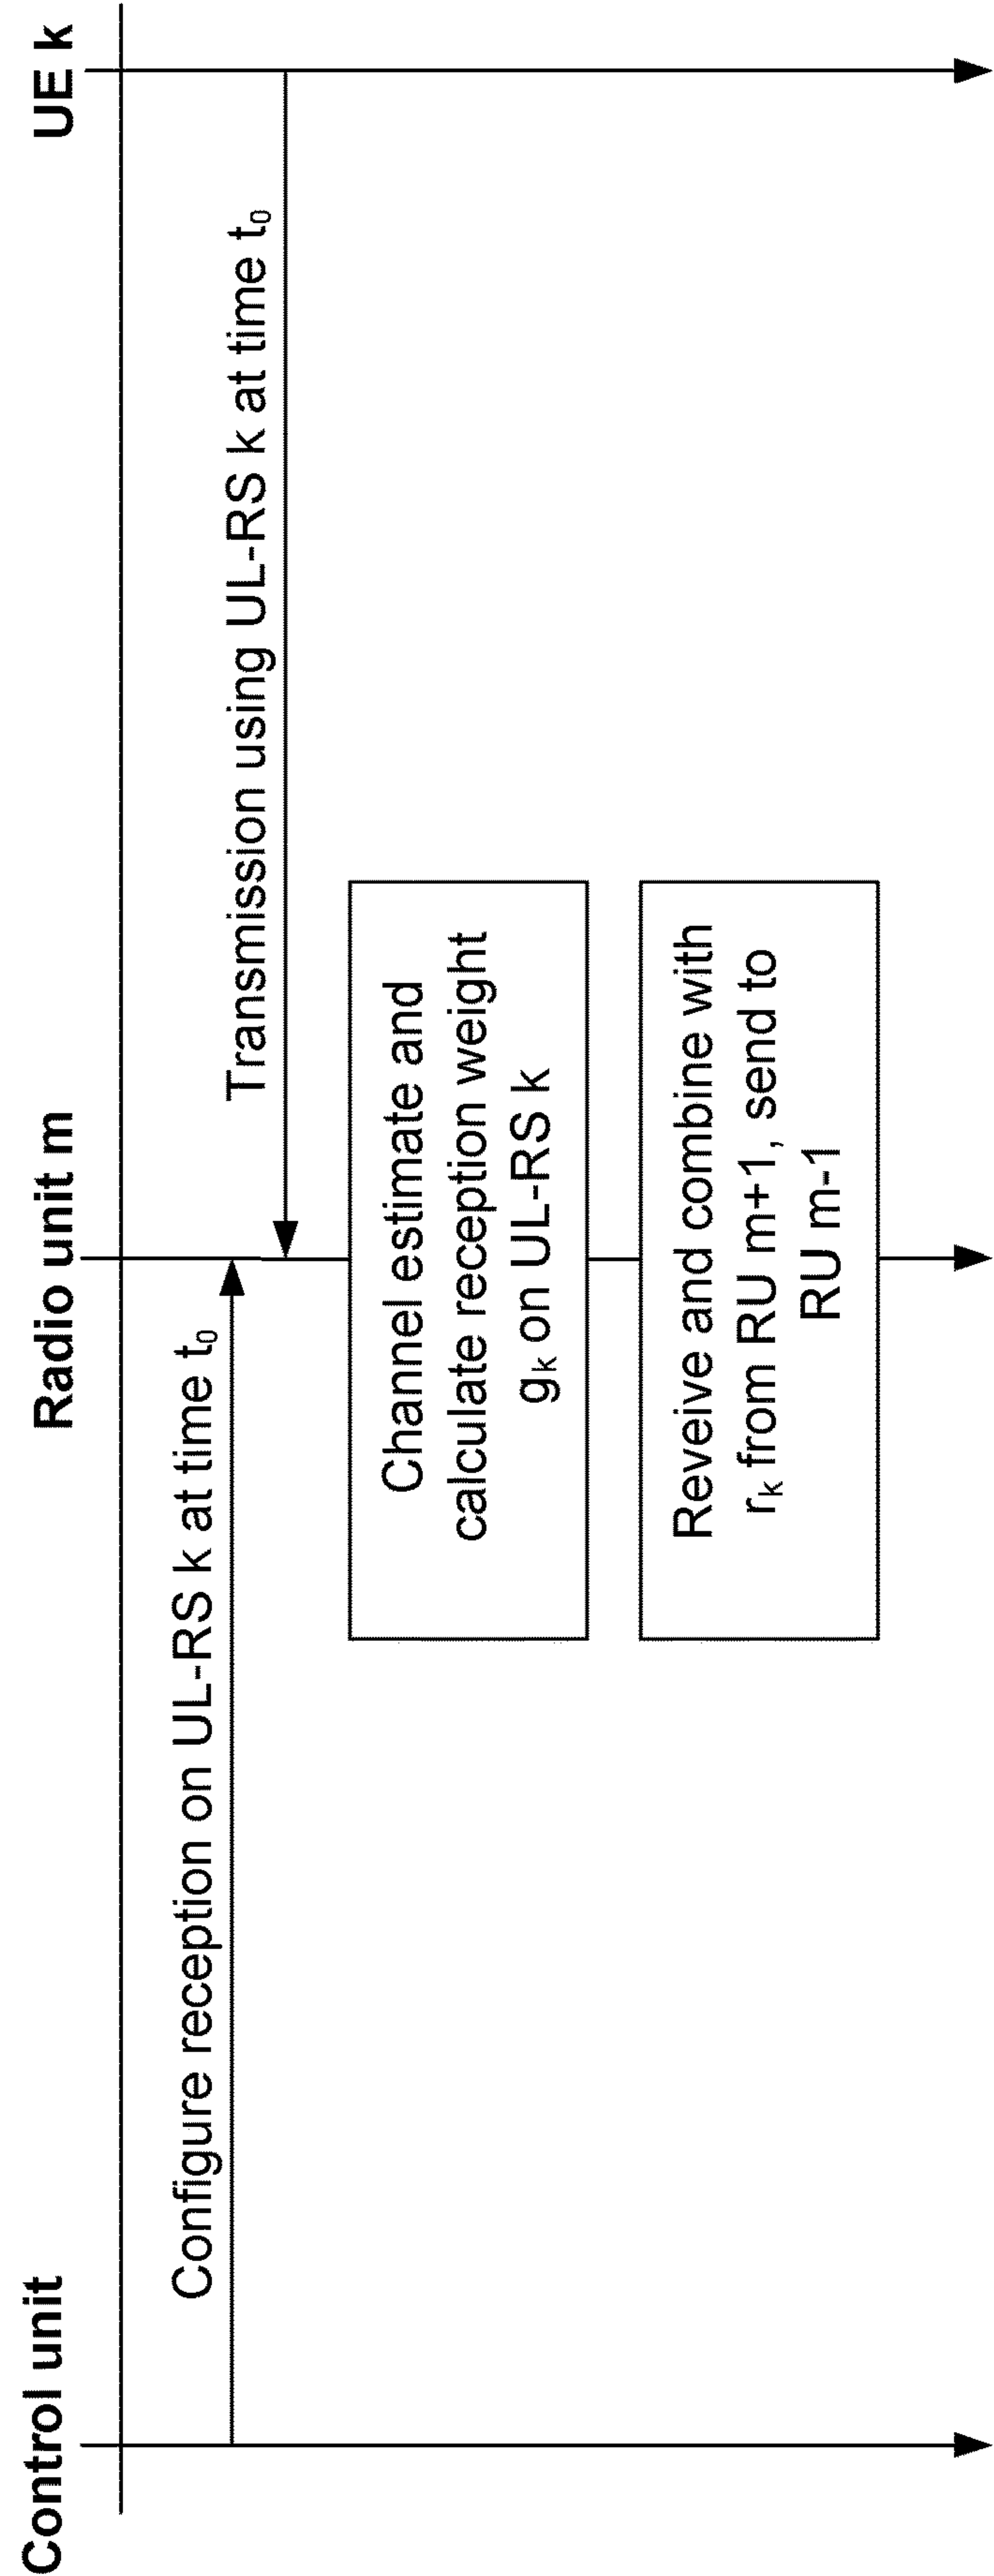 Control unit
Radio unit m
UE k
Configure reception on UL-RS k at time t₀
Transmission using UL-RS k at time t₀
Channel estimate and
calculate reception weight
gₖ on UL-RS k
Reveive and combine with
rₖ from RU m+1, send to
RU m-1